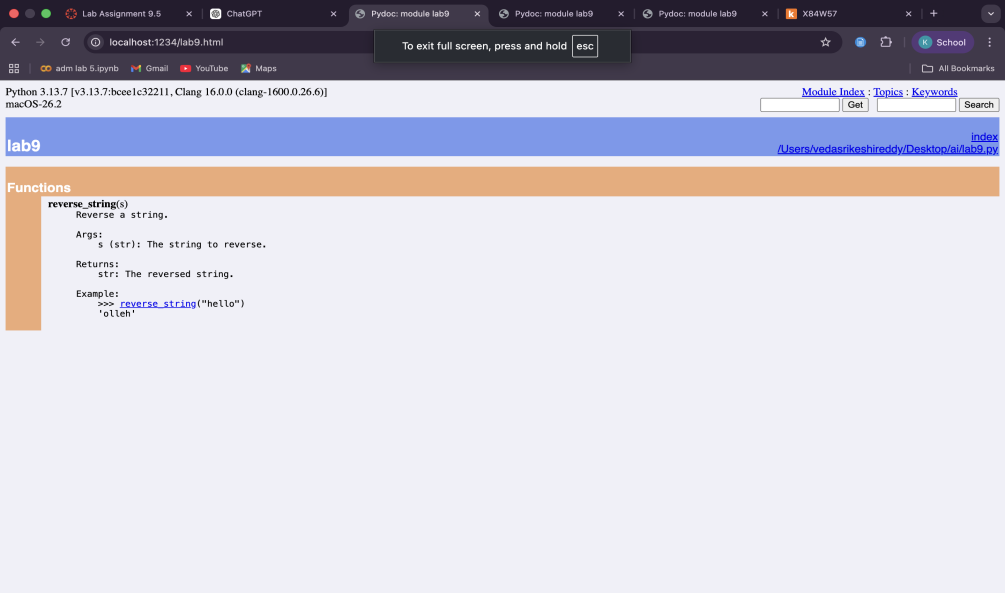 Lab Assignment 9.5
ChatGPT
Pydoc: module lab9
Pydoc: module lab9
Pydoc: module lab9
X84W57
localhost:1234/lab9.html
To exit full screen, press and hold esc
K School
adm lab 5.ipynb
Gmail
YouTube
Maps
All Bookmarks
Python 3.13.7 [v3.13.7:bcee1c32211, Clang 16.0.0 (clang-1600.0.26.6)]
macOS-26.2
Module Index : Topics : Keywords
Get
Search
lab9
index
/Users/vedasrikeshireddy/Desktop/ai/lab9.py
Functions
reverse_string(s)
Reverse a string.
Args:
s (str): The string to reverse.
Returns:
str: The reversed string.
Example:
>>> reverse_string("hello")
'olleh'